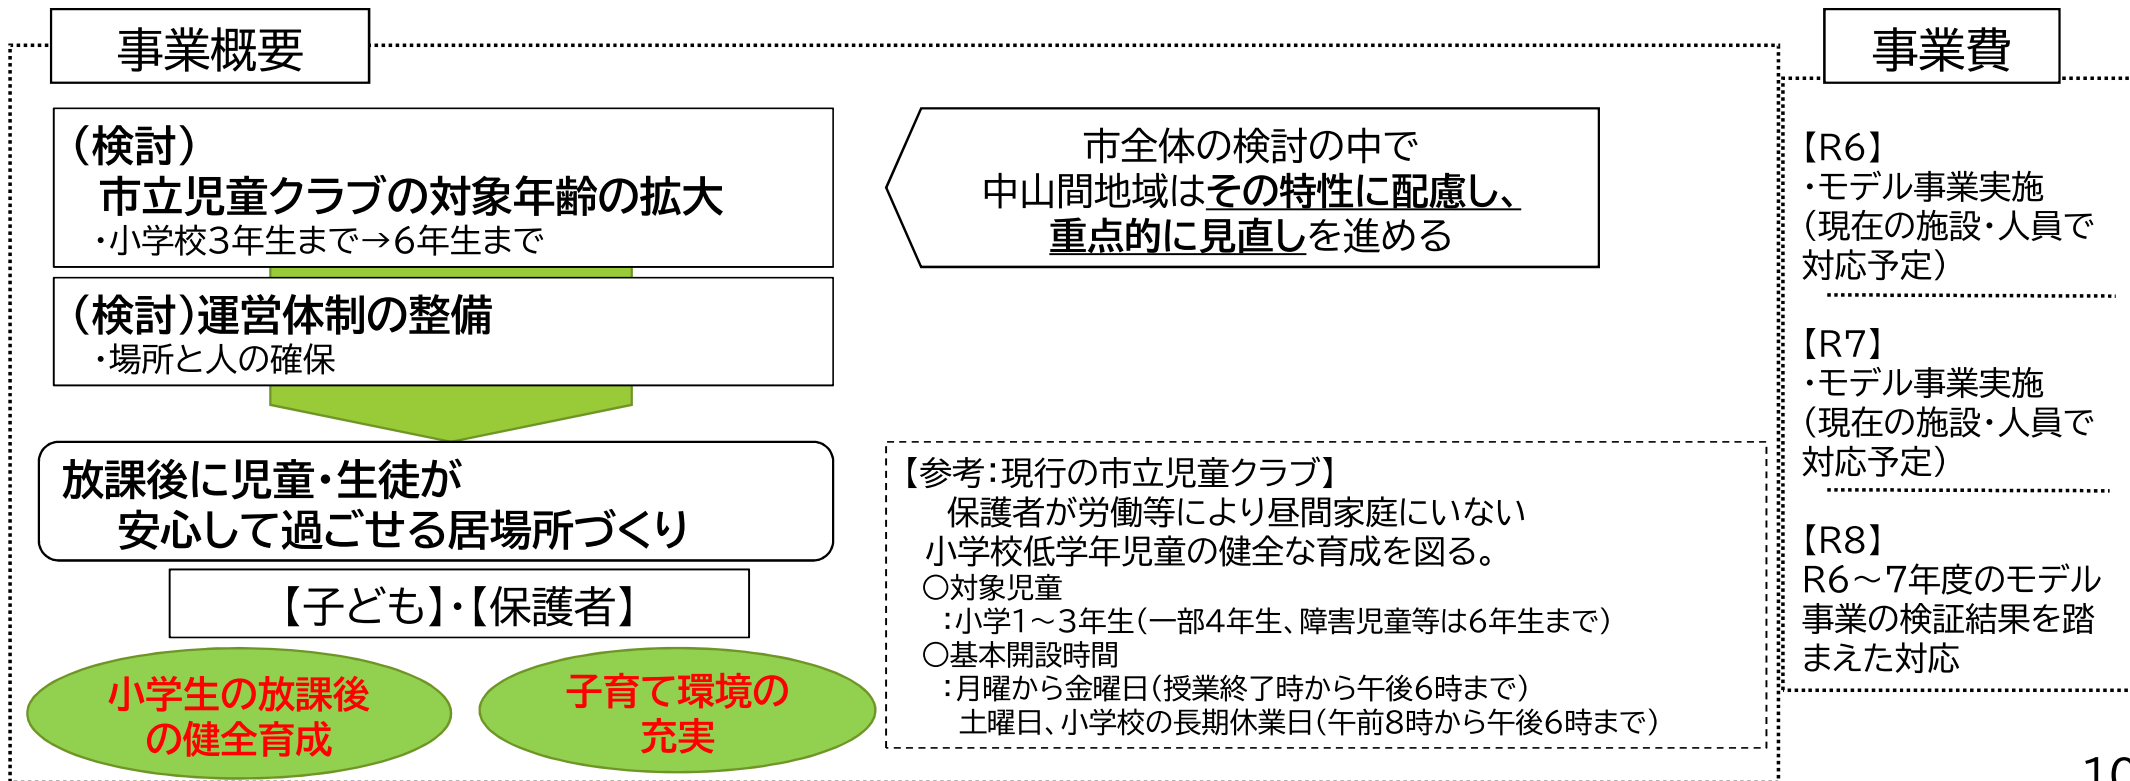 事業概要
（検討）
市立児童クラブの対象年齢の拡大
・小学校３年生まで→６年生まで
（検討）運営体制の整備
・場所と人の確保
放課後に児童・生徒が
安心して過ごせる居場所づくり
【子ども】・【保護者】
小学生の放課後
の健全育成
子育て環境の
充実
市全体の検討の中で
中山間地域はその特性に配慮し、
重点的に見直しを進める
【参考：現行の市立児童クラブ】
保護者が労働等により昼間家庭にいない
小学校低学年児童の健全な育成を図る。
○対象児童
：小学１～３年生（一部４年生、障害児童等は６年生まで）
○基本開設時間
：月曜から金曜日（授業終了時から午後６時まで）
土曜日、小学校の長期休業日（午前８時から午後６時まで）
事業費
【R６】
・モデル事業実施
（現在の施設・人員で
対応予定）
【R７】
・モデル事業実施
（現在の施設・人員で
対応予定）
【R８】
R６～７年度のモデル
事業の検証結果を踏
まえた対応
10